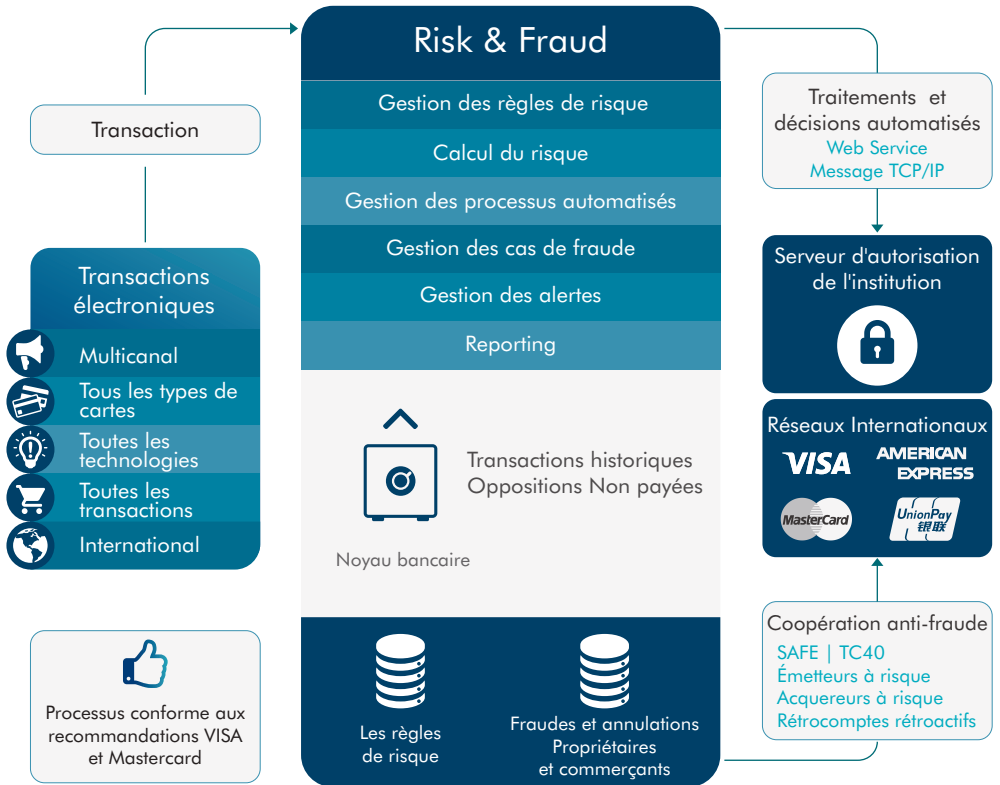 Risk & Fraud
Gestion des règles de risque
Calcul du risque
Gestion des processus automatisés
Gestion des cas de fraude
Gestion des alertes
Reporting
Transaction
Transactions
électroniques
Multicanal
Tous les types de
cartes
Toutes les
technologies
Toutes les
transactions
International
Processus conforme aux
recommandations VISA
et Mastercard
Transactions historiques
Oppositions Non payées
Noyau bancaire
Les règles
de risque
Fraudes et annulations
Propriétaires
et commerçants
Traitements et
décisions automatisés
Web Service
Message TCP/IP
Serveur d'autorisation
de l'institution
Réseaux Internationaux
VISA
AMERICAN
EXPRESS
MasterCard
UnionPay
银联
Coopération anti-fraude
SAFE | TC40
Émetteurs à risque
Acquereurs à risque
Rétrocomptes rétroactifs